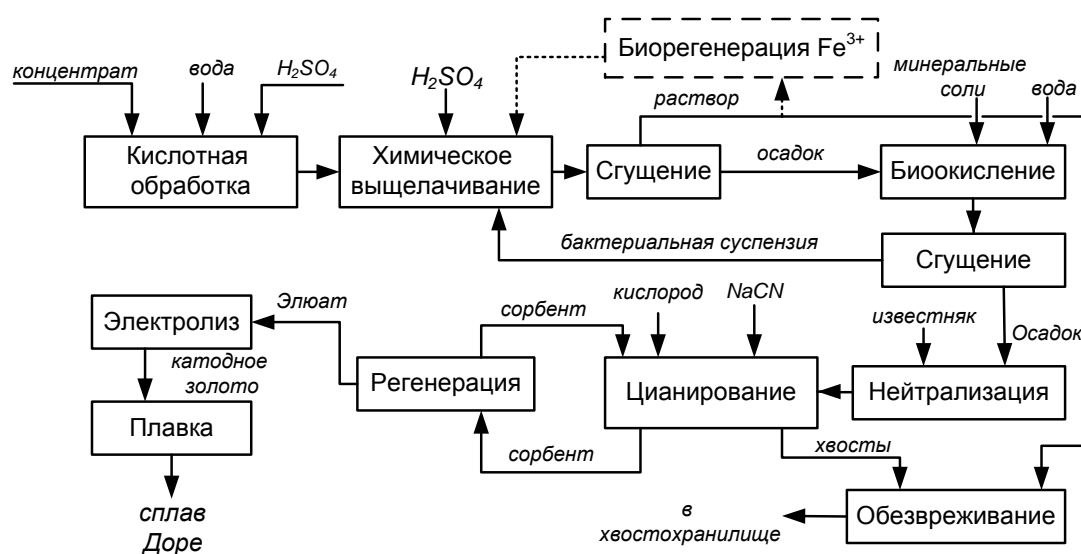 Биорегенерация Fe³⁺
концентрат
вода
H₂SO₄
H₂SO₄
раствор
минеральные
соли
вода
Кислотная
обработка
Химическое
выщелачивание
Сгущение
осадок
Биоокисление
бактериальная суспензия
Сгущение
Элюат
сорбент
кислород
NaCN
известняк
Осадок
Электролиз
катодное
золото
Регенерация
Цианирование
Нейтрализация
Плавка
сорбент
хвосты
сплав
Доре
в
хвостохранилище
Обезвреживание